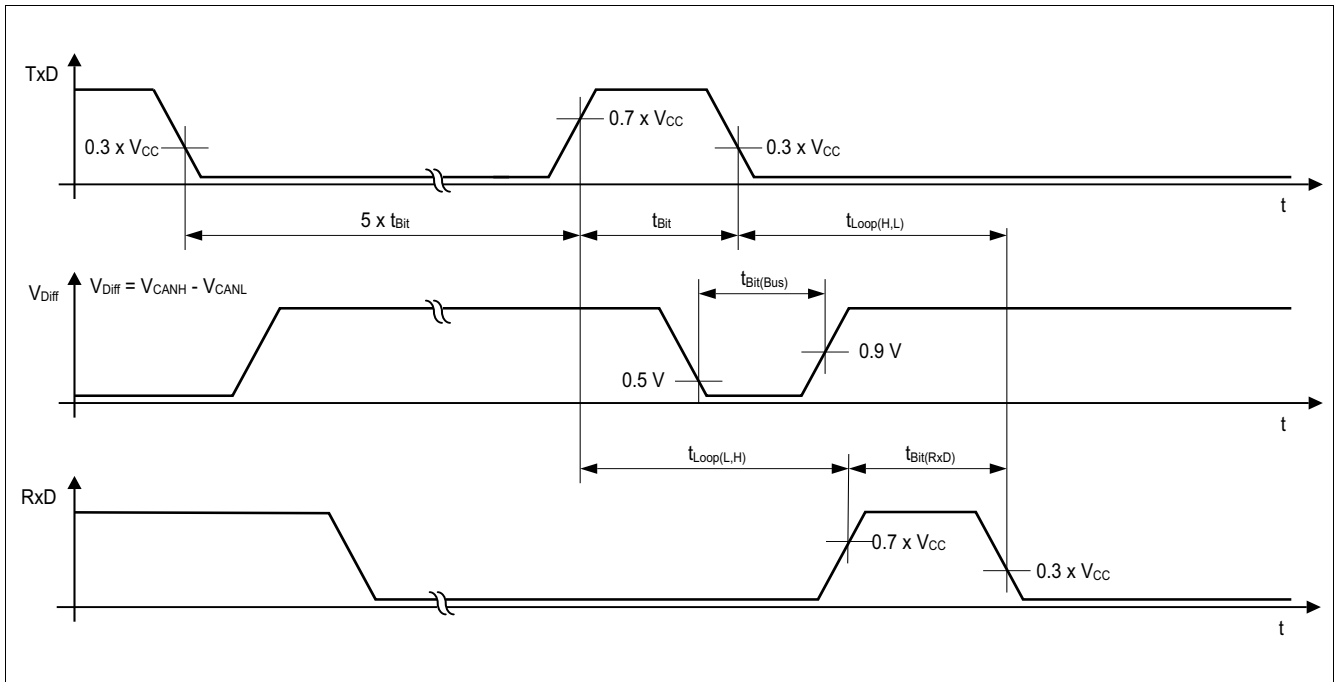 TxD
0.3 x VCC
0.7 x VCC
0.3 x VCC
t
5 x tBit
tBit
tLoop(H,L)
VDiff
VDiff = VCANH - VCANL
tBit(Bus)
0.5 V
0.9 V
t
tLoop(L,H)
tBit(RxD)
RxD
0.7 x VCC
0.3 x VCC
t